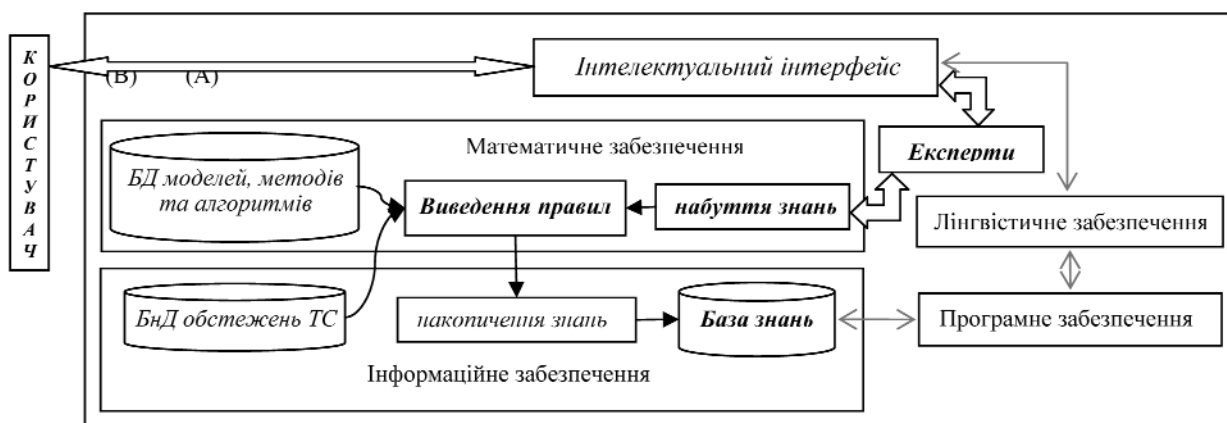 КОРИСТУВАЧ
(В) (А)
Інтелектуальний інтерфейс
Математичне забезпечення
Експерти
БД моделей, методів
та алгоритмів
Виведення правил
набуття знань
Лінгвістичне забезпечення
БнД обстежень ТС
накопичення знань
База знань
Програмне забезпечення
Інформаційне забезпечення